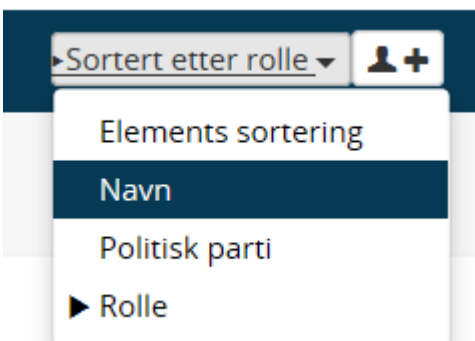 Sortert etter rolle
Elements sortering
Navn
Politisk parti
Rolle